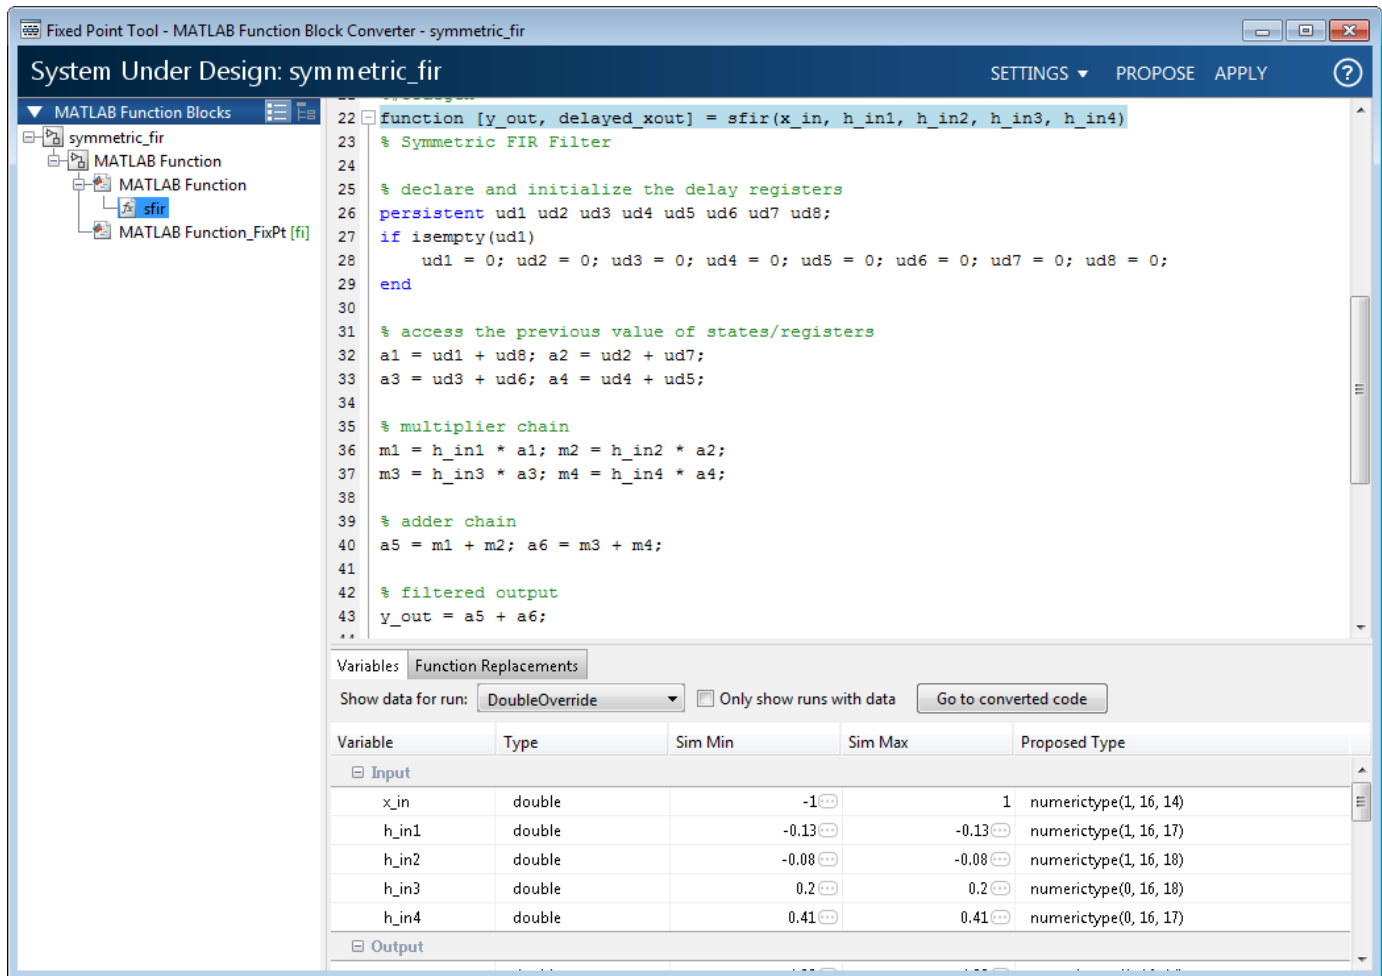 Fixed Point Tool - MATLAB Function Block Converter - symmetric_fir
System Under Design: symmetric_fir
SETTINGS ▼ PROPOSE APPLY ?
MATLAB Function Blocks
symmetric_fir
MATLAB Function
MATLAB Function
fx sfir
MATLAB Function_FixPt [fi]
22 function [y_out, delayed_xout] = sfir(x_in, h_in1, h_in2, h_in3, h_in4)
23 % Symmetric FIR Filter
24
25 % declare and initialize the delay registers
26 persistent ud1 ud2 ud3 ud4 ud5 ud6 ud7 ud8;
27 if isempty(ud1)
28 ud1 = 0; ud2 = 0; ud3 = 0; ud4 = 0; ud5 = 0; ud6 = 0; ud7 = 0; ud8 = 0;
29 end
30
31 % access the previous value of states/registers
32 a1 = ud1 + ud8; a2 = ud2 + ud7;
33 a3 = ud3 + ud6; a4 = ud4 + ud5;
34
35 % multiplier chain
36 m1 = h_in1 * a1; m2 = h_in2 * a2;
37 m3 = h_in3 * a3; m4 = h_in4 * a4;
38
39 % adder chain
40 a5 = m1 + m2; a6 = m3 + m4;
41
42 % filtered output
43 y_out = a5 + a6;
Variables Function Replacements
Show data for run: DoubleOverride Only show runs with data Go to converted code
Variable Type Sim Min Sim Max Proposed Type
Input
x_in double -1 1 numerictype(1, 16, 14)
h_in1 double -0.13 -0.13 numerictype(1, 16, 17)
h_in2 double -0.08 -0.08 numerictype(1, 16, 18)
h_in3 double 0.2 0.2 numerictype(0, 16, 18)
h_in4 double 0.41 0.41 numerictype(0, 16, 17)
Output